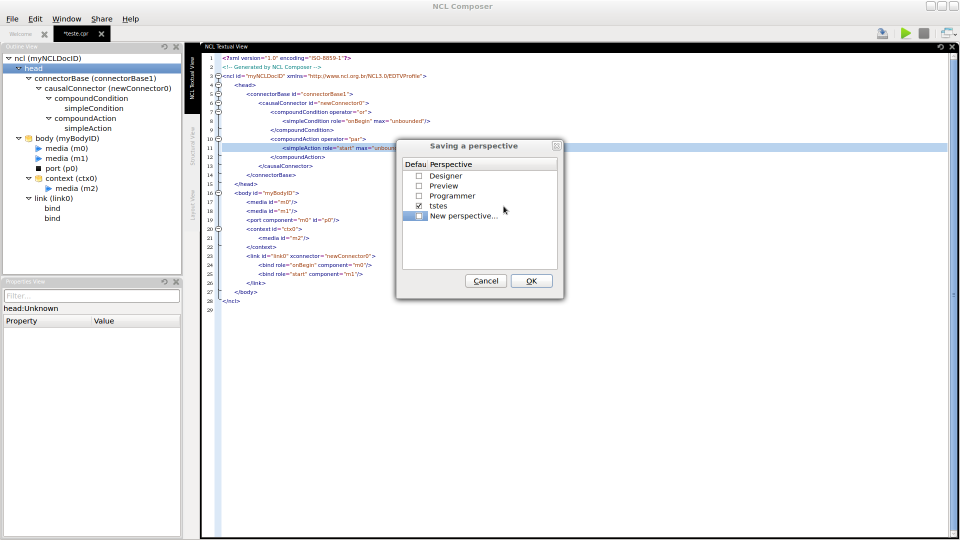 NCL Composer
File Edit Window Share Help
Welcome *teste.cpr
Outline View
ncl (myNCLDocID)
head
connectorBase (connectorBase1)
causalConnector (newConnector0)
compoundCondition
simpleCondition
compoundAction
simpleAction
body (myBodyID)
media (m0)
media (m1)
port (p0)
context (ctx0)
media (m2)
link (link0)
bind
bind
Properties View
Filter...
head:Unknown
Property Value
NCL Textual View
Structural View
Layout View
NCL Textual View
1 <?xml version="1.0" encoding="ISO-8859-1"?>
2 <!-- Generated by NCL Composer -->
3 <ncl id="myNCLDocID" xmlns="http://www.ncl.org.br/NCL3.0/EDTVProfile">
4 <head>
5 <connectorBase id="connectorBase1">
6 <causalConnector id="newConnector0">
7 <compoundCondition operator="or">
8 <simpleCondition role="onBegin" max="unbounded"/>
9 </compoundCondition>
10 <compoundAction operator="par">
11 <simpleAction role="start" max="unboun
12 </compoundAction>
13 </causalConnector>
14 </connectorBase>
15 </head>
16 <body id="myBodyID">
17 <media id="m0"/>
18 <media id="m1"/>
19 <port component="m0" id="p0"/>
20 <context id="ctx0">
21 <media id="m2"/>
22 </context>
23 <link id="link0" xconnector="newConnector0">
24 <bind role="onBegin" component="m0"/>
25 <bind role="start" component="m1"/>
26 </link>
27 </body>
28 </ncl>
29
Saving a perspective
Defau Perspective
Designer
Preview
Programmer
tstes
New perspective...
Cancel OK